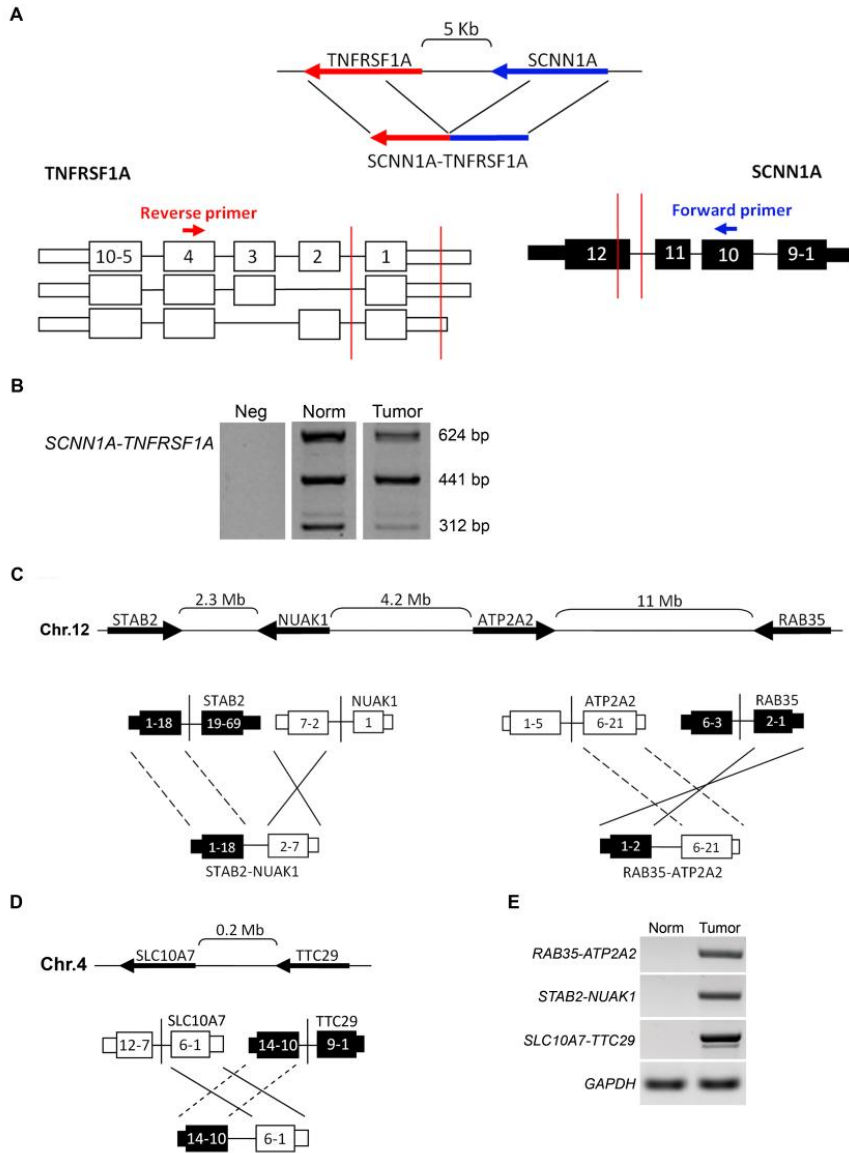 A
5 Kb
TNFRSF1A SCNN1A
SCNN1A-TNFRSF1A
TNFRSF1A SCNN1A
Reverse primer Forward primer
10-5 4 3 2 1 12 11 10 9-1
B
Neg Norm Tumor
SCNN1A-TNFRSF1A
624 bp
441 bp
312 bp
C
2.3 Mb 4.2 Mb 11 Mb
STAB2 NUAK1 ATP2A2 RAB35
Chr.12
STAB2 NUAK1 ATP2A2 RAB35
1-18 19-69 7-2 1 1-5 6-21 6-3 2-1
1-18 2-7 1-2 6-21
STAB2-NUAK1 RAB35-ATP2A2
D
0.2 Mb
SLC10A7 TTC29
Chr.4
SLC10A7 TTC29
12-7 6-1 14-10 9-1
14-10 6-1
E
Norm Tumor
RAB35-ATP2A2
STAB2-NUAK1
SLC10A7-TTC29
GAPDH